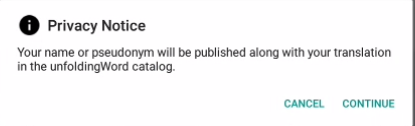 Privacy Notice
Your name or pseudonym will be published along with your translation
in the unfoldingWord catalog.
CANCEL CONTINUE